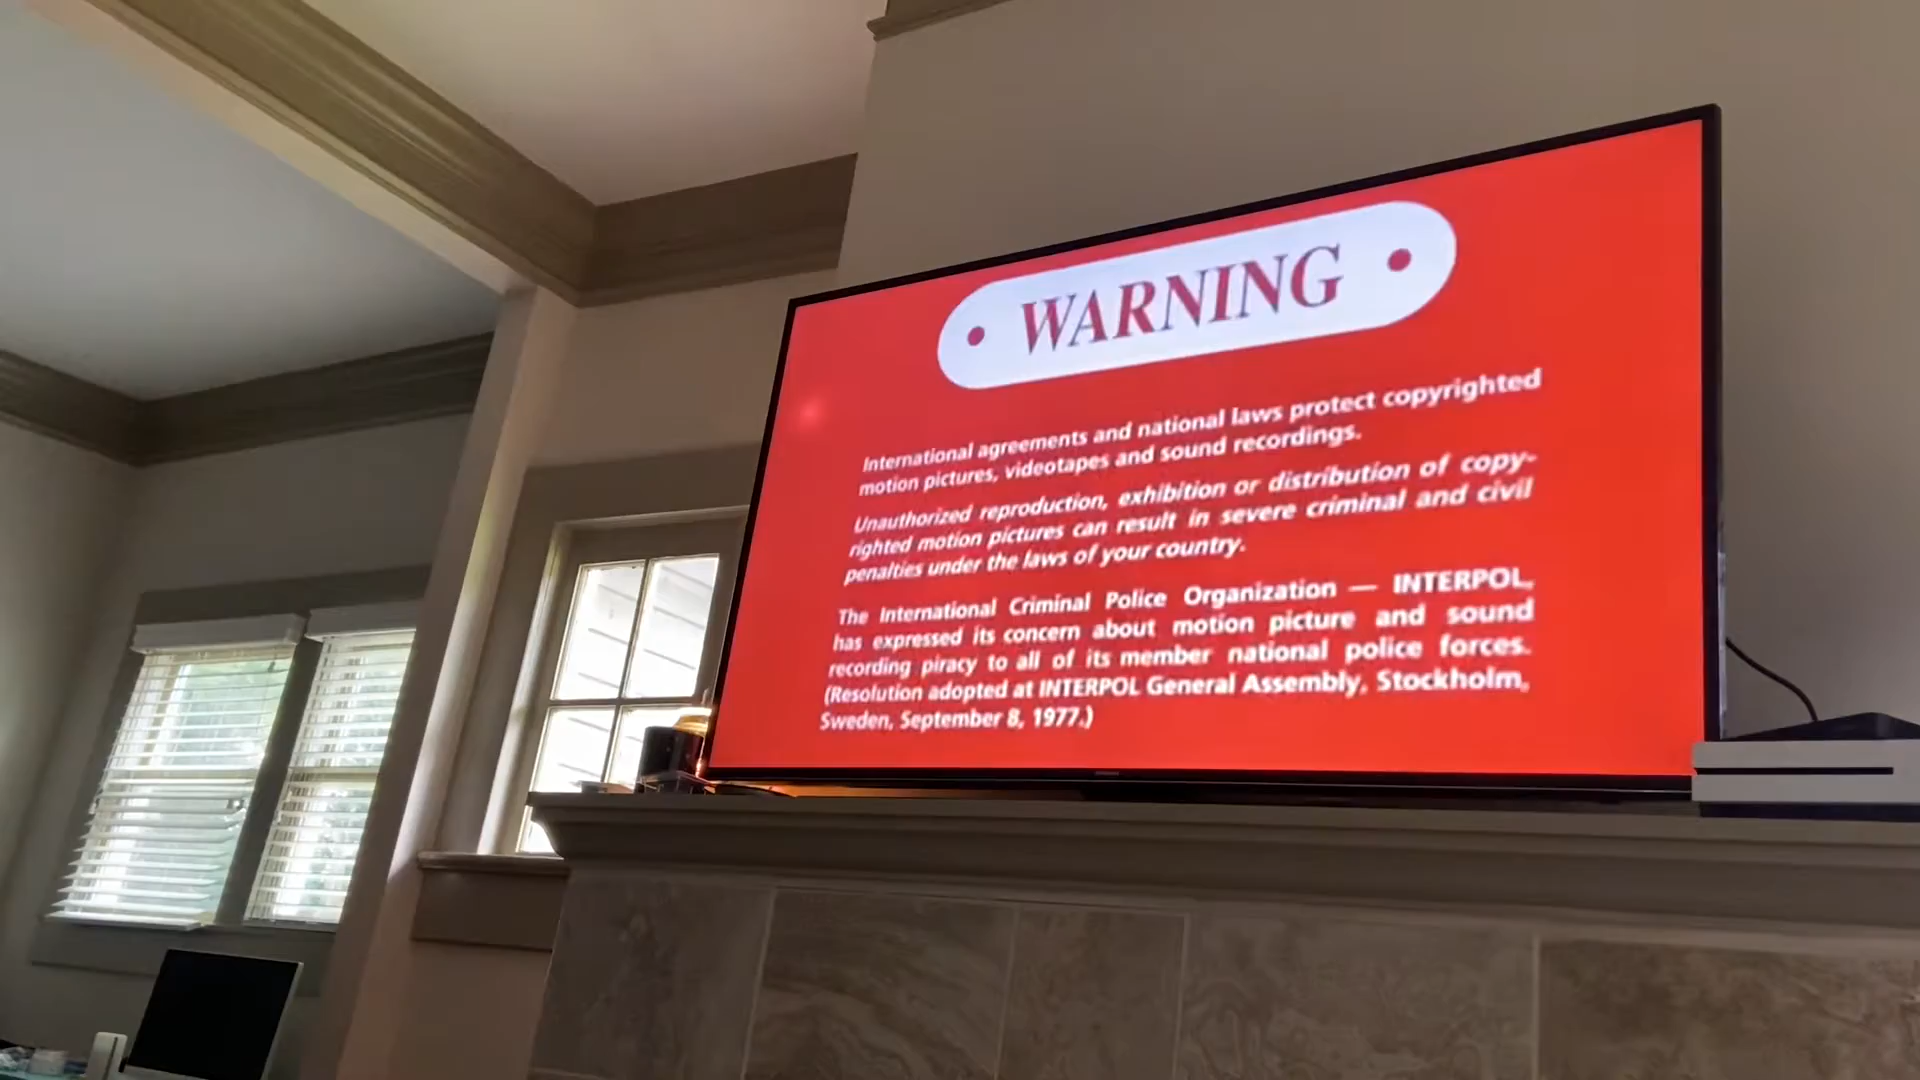 WARNING
International agreements and national laws protect copyrighted
motion pictures, videotapes and sound recordings.
Unauthorized reproduction, exhibition or distribution of copy-
righted motion pictures can result in severe criminal and civil
penalties under the laws of your country.
The International Criminal Police Organization — INTERPOL,
has expressed its concern about motion picture and sound
recording piracy to all of its member national police forces.
(Resolution adopted at INTERPOL General Assembly, Stockholm,
Sweden, September 8, 1977.)